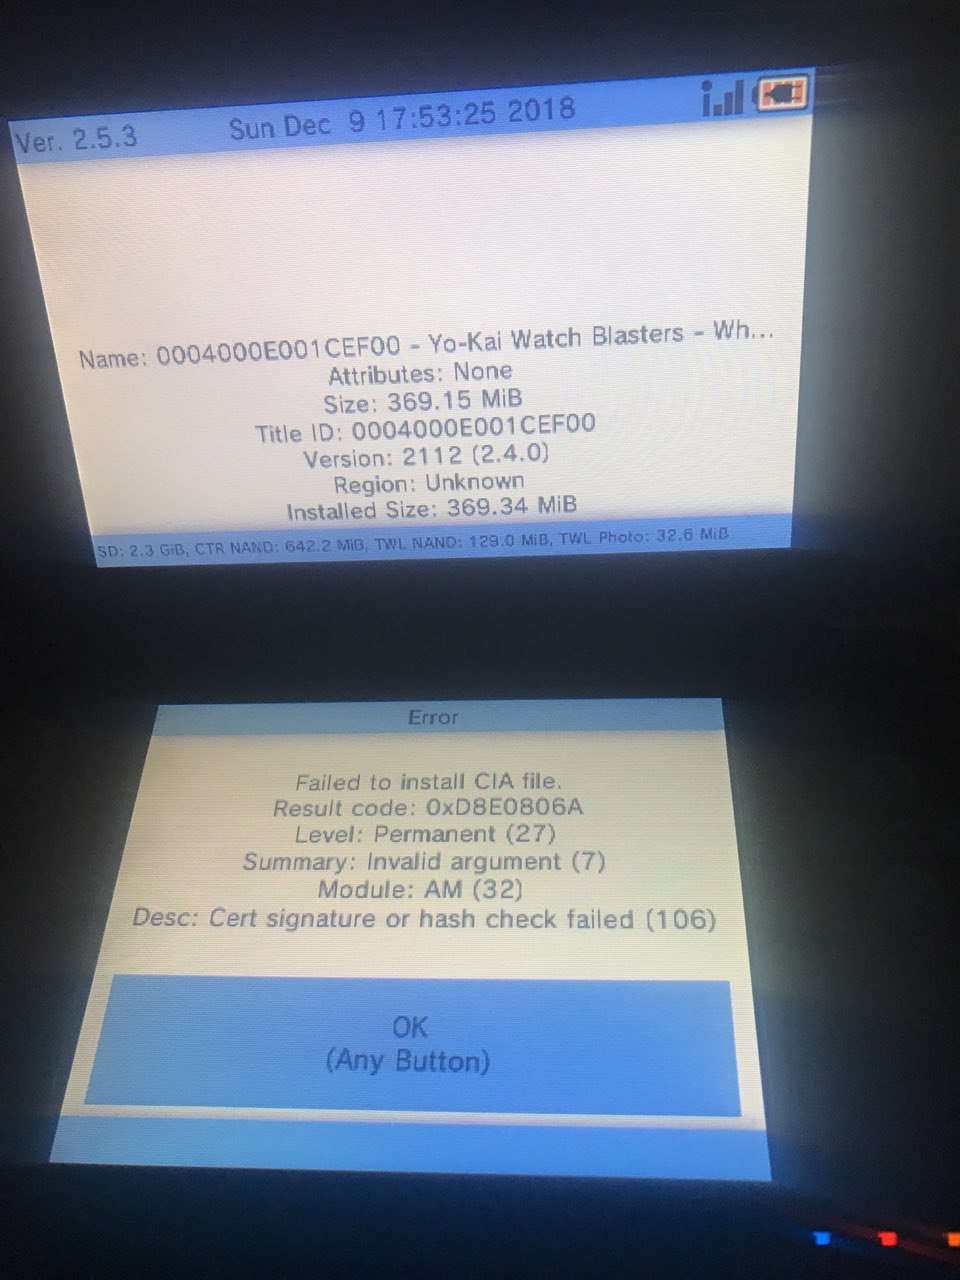 Ver. 2.5.3 Sun Dec 9 17:53:25 2018
Name: 0004000E001CEF00 - Yo-Kai Watch Blasters - Wh...
Attributes: None
Size: 369.15 MiB
Title ID: 0004000E001CEF00
Version: 2112 (2.4.0)
Region: Unknown
Installed Size: 369.34 MiB
SD: 2.3 GiB, CTR NAND: 642.2 MiB, TWL NAND: 129.0 MiB, TWL Photo: 32.6 MiB
Error
Failed to install CIA file.
Result code: 0xD8E0806A
Level: Permanent (27)
Summary: Invalid argument (7)
Module: AM (32)
Desc: Cert signature or hash check failed (106)
OK
(Any Button)